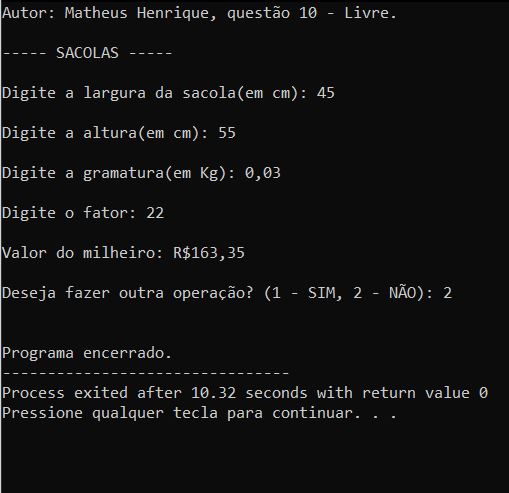 Autor: Matheus Henrique, questão 10 - Livre.
----- SACOLAS -----
Digite a largura da sacola(em cm): 45
Digite a altura(em cm): 55
Digite a gramatura(em Kg): 0,03
Digite o fator: 22
Valor do milheiro: R$163,35
Deseja fazer outra operação? (1 - SIM, 2 - NÃO): 2
Programa encerrado.
--------------------------------
Process exited after 10.32 seconds with return value 0
Pressione qualquer tecla para continuar. . .